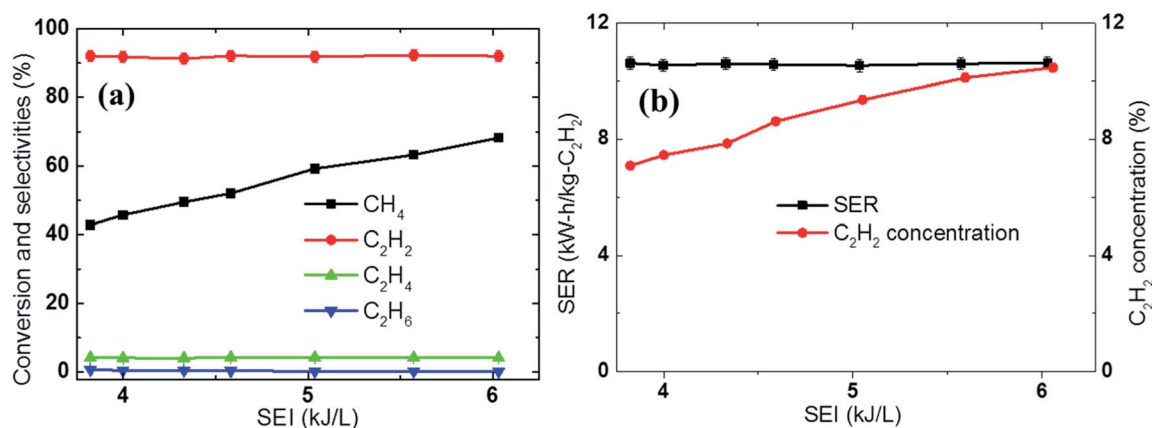 (a)
Conversion and selectivities (%)
100
80
60
40
20
0
CH₄
C₂H₂
C₂H₄
C₂H₆
4
5
6
SEI (kJ/L)
(b)
SER (kW-h/kg-C₂H₂)
12
8
4
0
SER
C₂H₂ concentration
12
8
4
0
C₂H₂ concentration (%)
4
5
6
SEI (kJ/L)